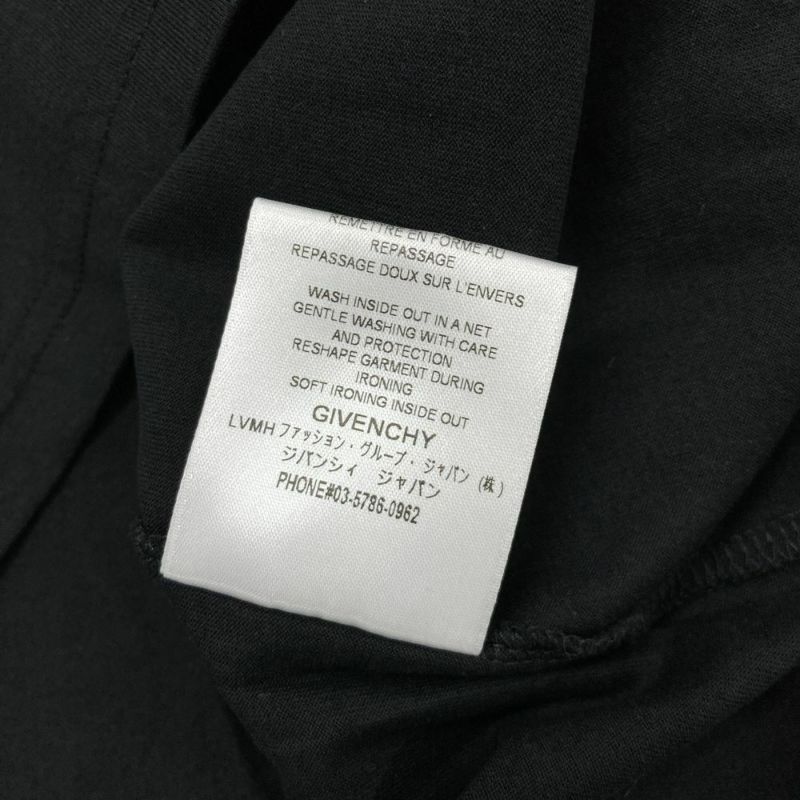 REMETTRE EN FORME AU
REPASSAGE
REPASSAGE DOUX SUR L'ENVERS
WASH INSIDE OUT IN A NET
GENTLE WASHING WITH CARE
AND PROTECTION
RESHAPE GARMENT DURING
IRONING
SOFT IRONING INSIDE OUT
GIVENCHY
LVMH ファッション・グループ・ジャパン (株)
ジバンシィ ジャパン
PHONE#03-5786-0962